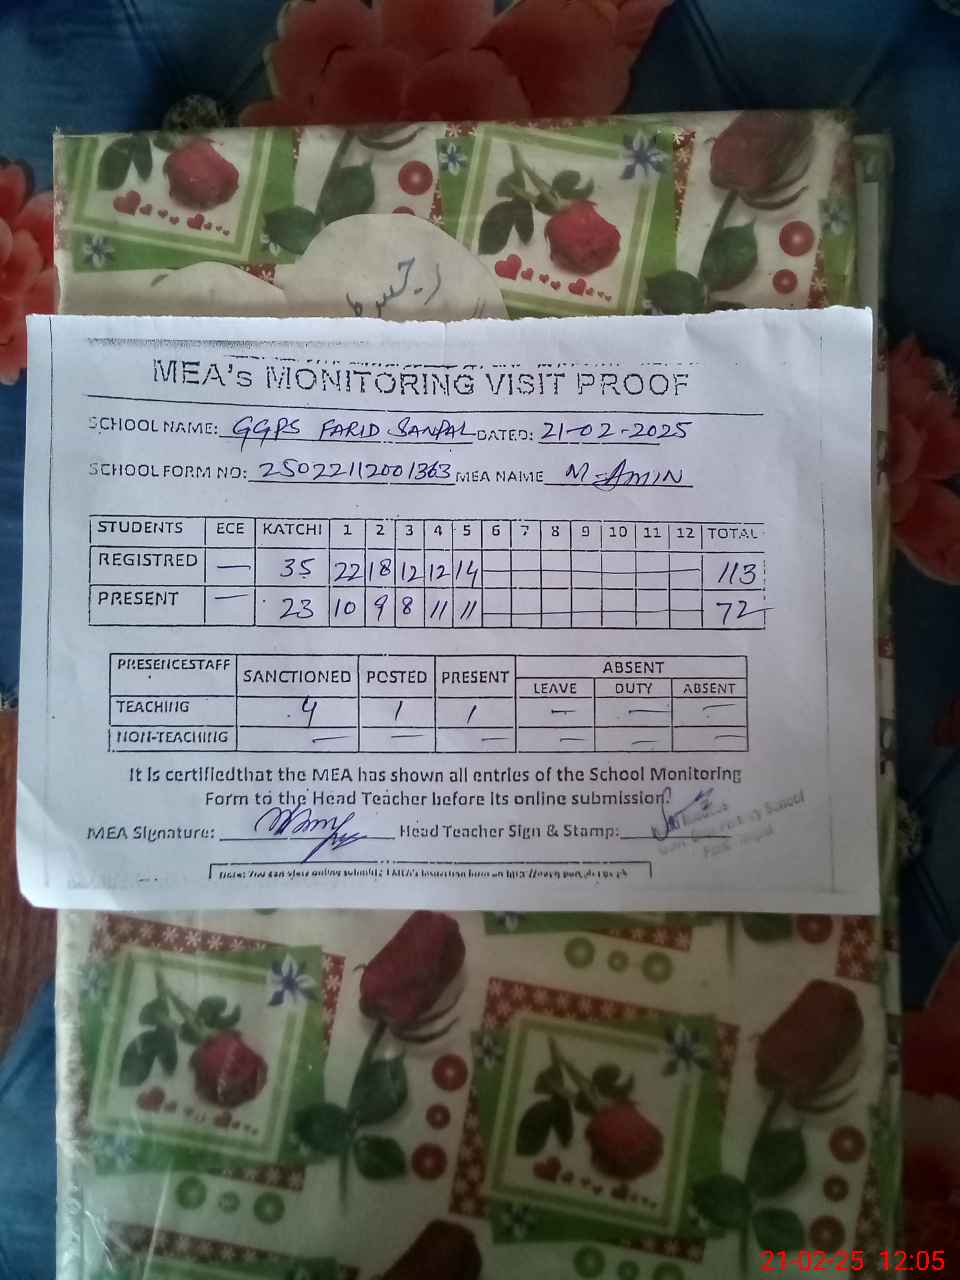 رجسٹر
MEA's MONITORING VISIT PROOF
SCHOOL NAME: GGPS FARID SANPAL DATED: 21-02-2025
SCHOOL FORM NO: 25022112001363 MEA NAME M-AMIN
STUDENTS ECE KATCHI 1 2 3 4 5 6 7 8 9 10 11 12 TOTAL
REGISTRED — 35 22 18 12 12 14 113
PRESENT — 23 10 9 8 11 11 72
PRESENCESTAFF SANCTIONED POSTED PRESENT ABSENT
LEAVE DUTY ABSENT
TEACHING 4 1 1 — — —
NON-TEACHING — — — — — —
It is certifiedthat the MEA has shown all entries of the School Monitoring
Form to the Head Teacher before its online submission.
MEA Signature: Head Teacher Sign & Stamp:
School
21-02-25 12:05